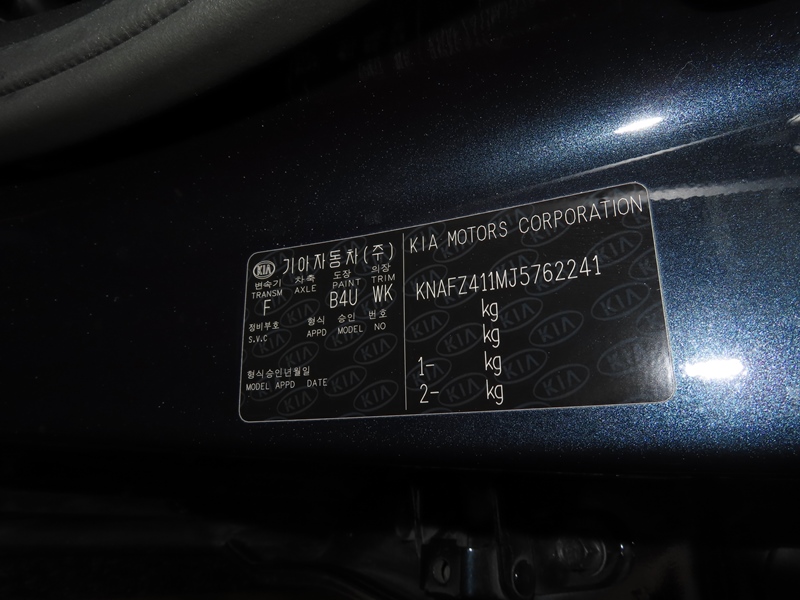 KIA 기아자동차(주)
변속기 차축 도장 의장
TRANSM AXLE PAINT TRIM
F B4U WK
정비부호 형식 승인 번호
S.V.C APPD MODEL NO
형식승인년월일
MODEL APPD DATE
KIA MOTORS CORPORATION
KNAFZ411MJ5762241
kg
kg
1- kg
2- kg